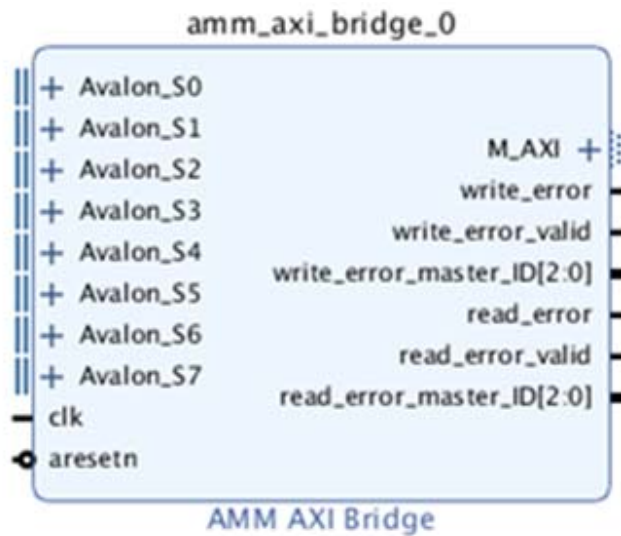 amm_axi_bridge_0
Avalon_S0
Avalon_S1
Avalon_S2
Avalon_S3
Avalon_S4
Avalon_S5
Avalon_S6
Avalon_S7
clk
aresetn
M_AXI
write_error
write_error_valid
write_error_master_ID[2:0]
read_error
read_error_valid
read_error_master_ID[2:0]
AMM AXI Bridge